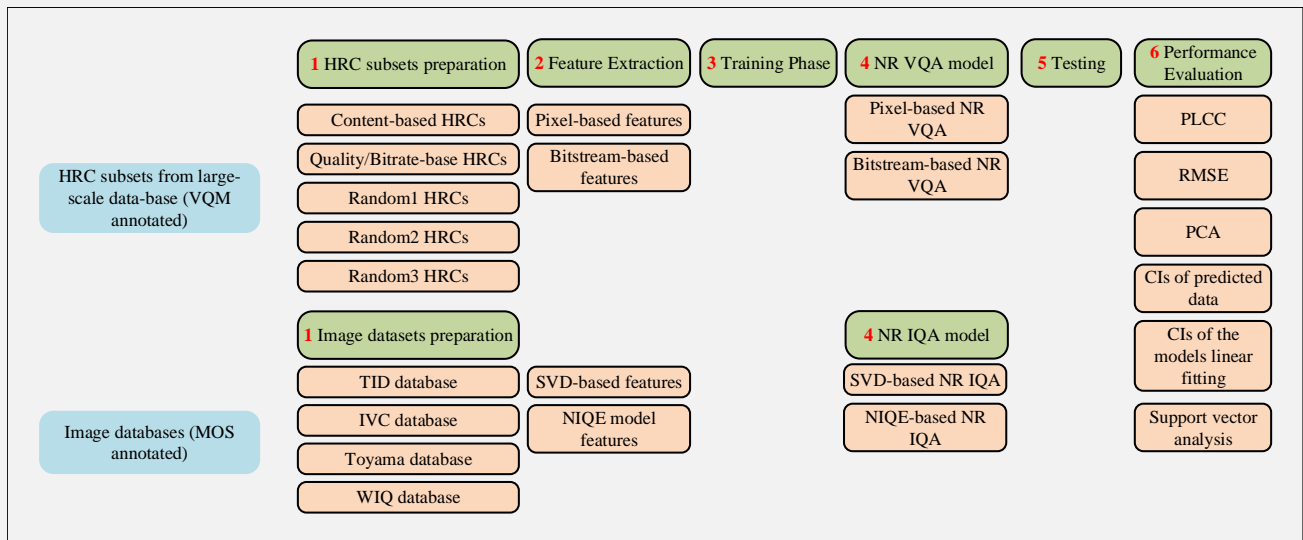 1 HRC subsets preparation
2 Feature Extraction
3 Training Phase
4 NR VQA model
5 Testing
6 Performance
Evaluation
HRC subsets from large-
scale data-base (VQM
annotated)
Content-based HRCs
Quality/Bitrate-base HRCs
Random1 HRCs
Random2 HRCs
Random3 HRCs
Pixel-based features
Bitstream-based
features
Pixel-based NR
VQA
Bitstream-based NR
VQA
PLCC
RMSE
PCA
CIs of predicted
data
CIs of the
models linear
fitting
Support vector
analysis
Image databases (MOS
annotated)
1 Image datasets preparation
TID database
IVC database
Toyama database
WIQ database
SVD-based features
NIQE model
features
4 NR IQA model
SVD-based NR IQA
NIQE-based NR
IQA